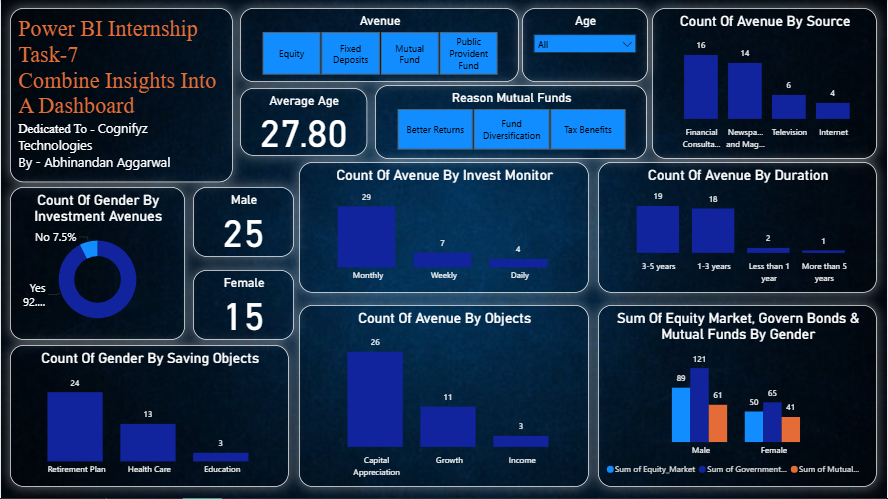 Power BI Internship
Task-7
Combine Insights Into
A Dashboard
Dedicated To - Cognifyz
Technologies
By - Abhinandan Aggarwal
Avenue
Equity
Fixed
Deposits
Mutual
Fund
Public
Provident
Fund
Age
All
Count Of Avenue By Source
16
14
6
4
Financial
Consulta...
Newspa...
and Mag...
Television
Internet
Average Age
27.80
Reason Mutual Funds
Better Returns
Fund
Diversification
Tax Benefits
Count Of Gender By
Investment Avenues
No 7.5%
Yes
92....
Male
25
Female
15
Count Of Avenue By Invest Monitor
29
7
4
Monthly
Weekly
Daily
Count Of Avenue By Duration
19
18
2
1
3-5 years
1-3 years
Less than 1
year
More than 5
years
Count Of Gender By Saving Objects
24
13
3
Retirement Plan
Health Care
Education
Count Of Avenue By Objects
26
11
3
Capital
Appreciation
Growth
Income
Sum Of Equity Market, Govern Bonds &
Mutual Funds By Gender
89
121
61
50
65
41
Male
Female
Sum of Equity_Market
Sum of Government...
Sum of Mutual...